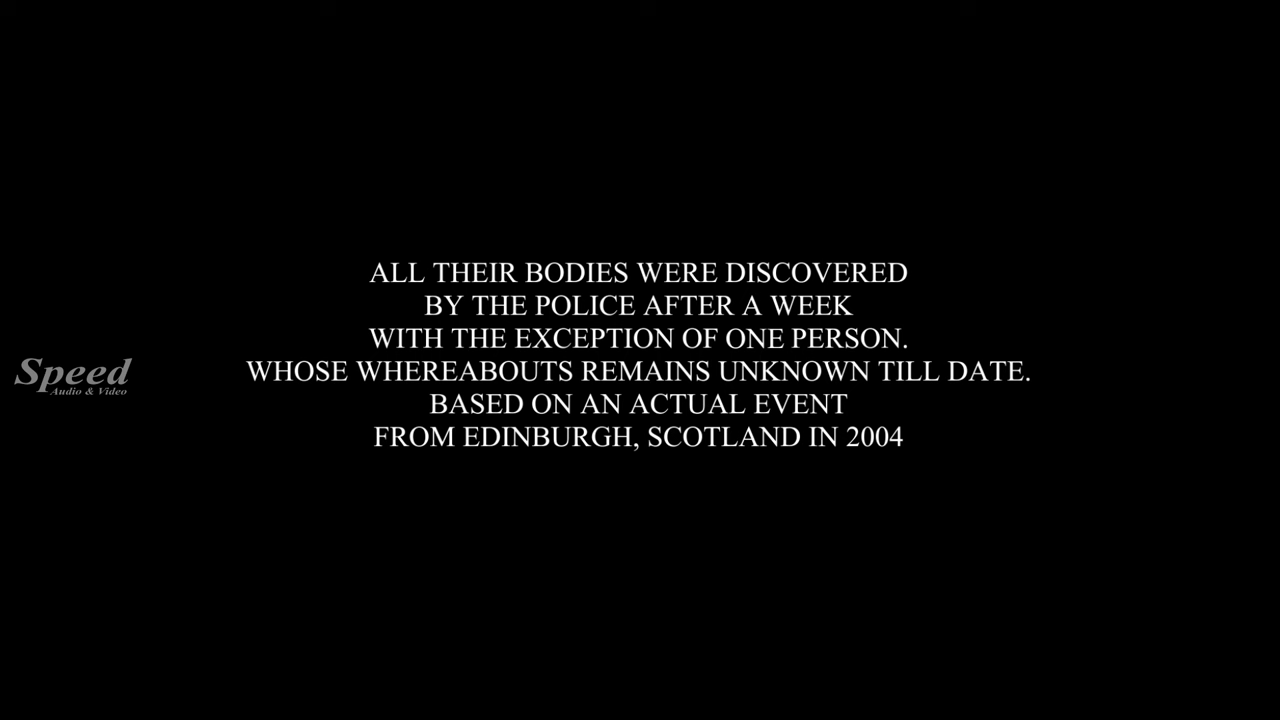 ALL THEIR BODIES WERE DISCOVERED
BY THE POLICE AFTER A WEEK
WITH THE EXCEPTION OF ONE PERSON.
WHOSE WHEREABOUTS REMAINS UNKNOWN TILL DATE.
BASED ON AN ACTUAL EVENT
FROM EDINBURGH, SCOTLAND IN 2004
Speed
Audio & Video